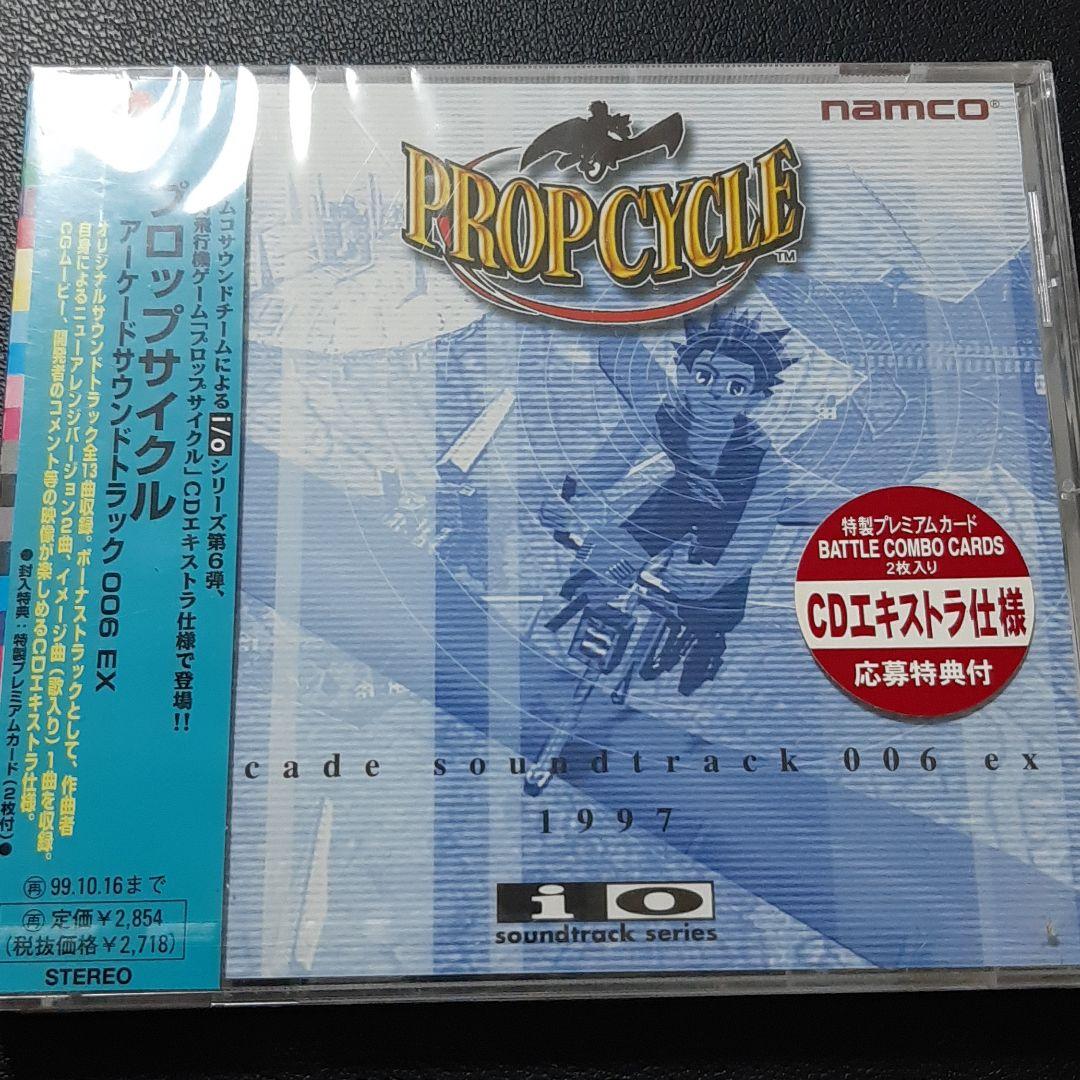 namco®
PROPCYCLE
TM
ムコサウンドチームによるi/oシリーズ第6弾、
飛行機ゲーム「プロップサイクル」CDエキストラ仕様で登場!!
プロップサイクル
アーケードサウンドトラック 006 EX
オリジナルサウンドトラック全13曲収録。ボーナストラックとして、作曲者
自身によるニューアレンジバージョン2曲、イメージ曲(歌入り)1曲を収録。
CGムービー、開発者のコメント等の映像が楽しめるCDエキストラ仕様。
●封入特典:特製プレミアムカード(2枚付)●
再 99.10.16まで
再 定価¥2,854
(税抜価格¥2,718)
STEREO
特製プレミアムカード
BATTLE COMBO CARDS
2枚入り
CDエキストラ仕様
応募特典付
cade soundtrack 006 ex
1997
io
soundtrack series